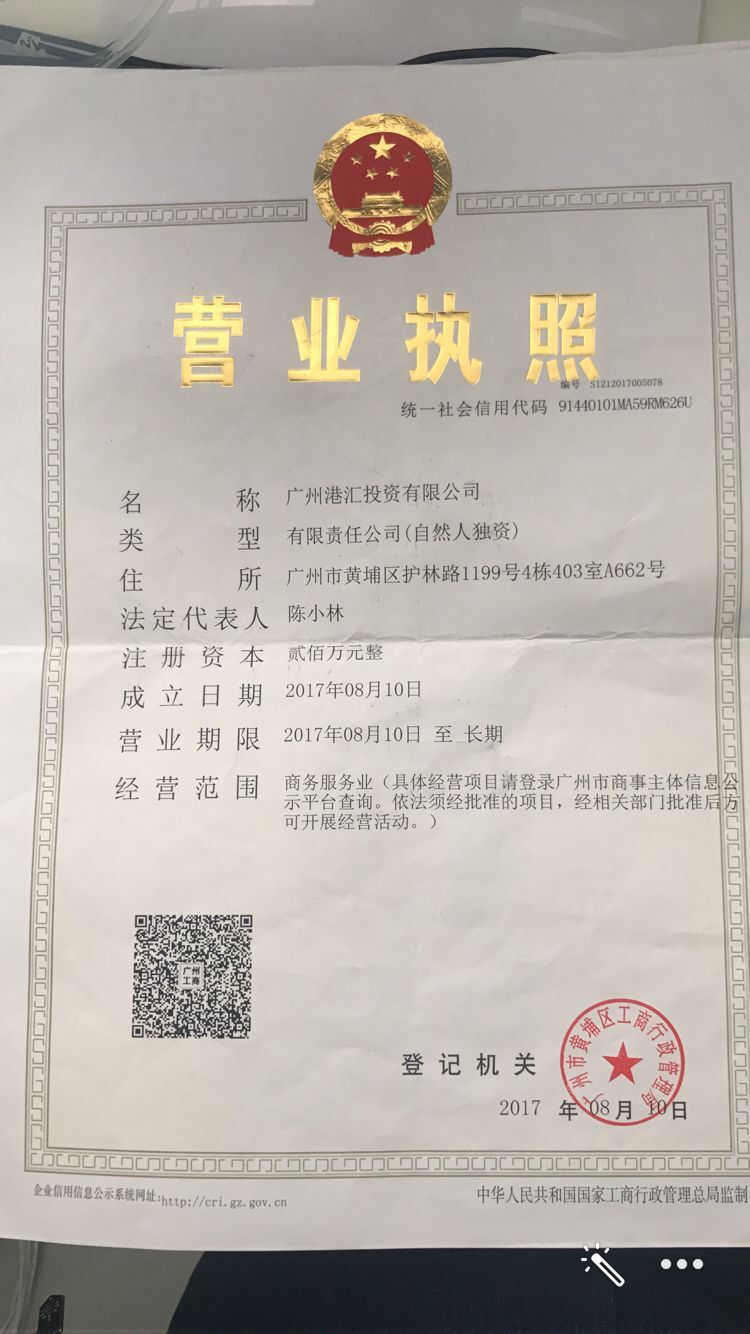 营业执照
编号 S1212017005078
统一社会信用代码 91440101MA59RM626U
名称 广州港汇投资有限公司
类型 有限责任公司(自然人独资)
住所 广州市黄埔区护林路1199号4栋403室A662号
法定代表人 陈小林
注册资本 贰佰万元整
成立日期 2017年08月10日
营业期限 2017年08月10日 至 长期
经营范围 商务服务业（具体经营项目请登录广州市商事主体信息公
示平台查询。依法须经批准的项目，经相关部门批准后方
可开展经营活动。）
广州
工商
登记机关
广州市黄埔区工商行政管理局
2017 年 08 月 10 日
企业信用信息公示系统网址:http://cri.gz.gov.cn
中华人民共和国国家工商行政管理总局监制